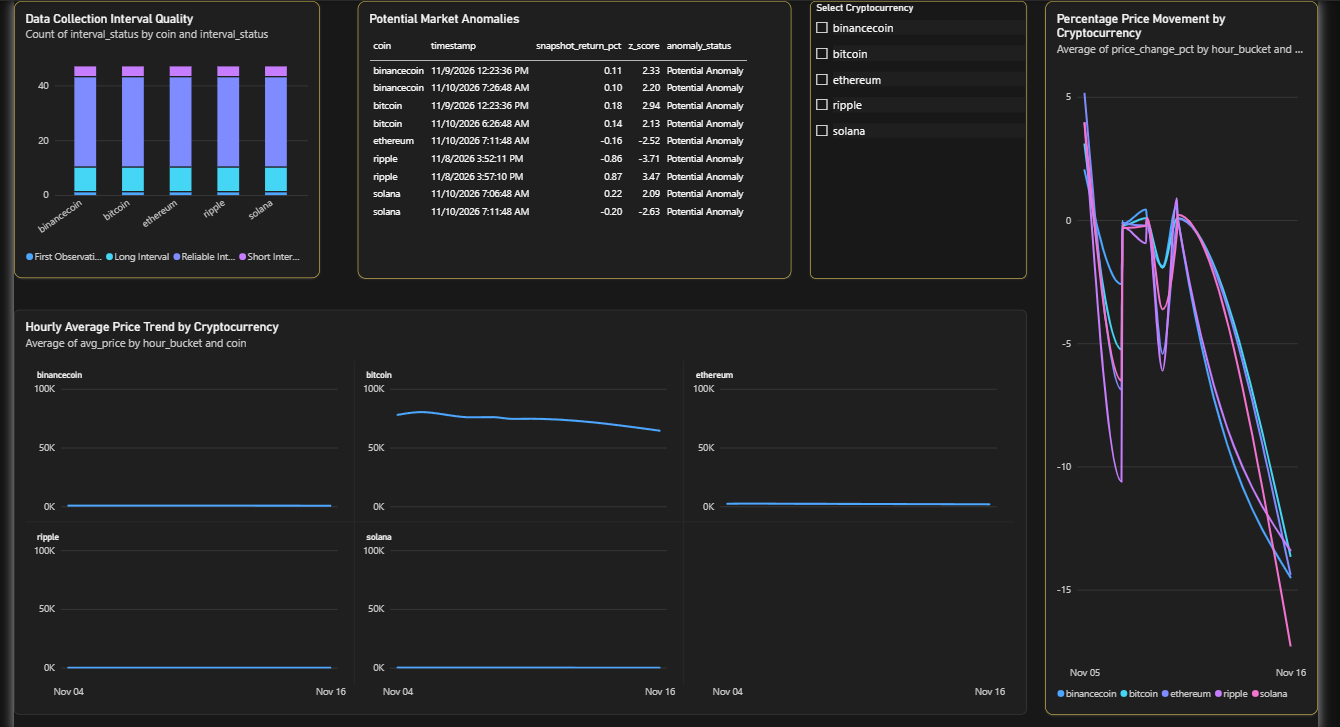 Data Collection Interval Quality
Count of interval_status by coin and interval_status
40
20
0
binancecoin
bitcoin
ethereum
ripple
solana
First Observati... Long Interval Reliable Int... Short Inter...
Potential Market Anomalies
coin timestamp snapshot_return_pct z_score anomaly_status
binancecoin 11/9/2026 12:23:36 PM 0.11 2.33 Potential Anomaly
binancecoin 11/10/2026 7:26:48 AM 0.10 2.20 Potential Anomaly
bitcoin 11/9/2026 12:23:36 PM 0.18 2.94 Potential Anomaly
bitcoin 11/10/2026 6:26:48 AM 0.14 2.13 Potential Anomaly
ethereum 11/10/2026 7:11:48 AM -0.16 -2.52 Potential Anomaly
ripple 11/8/2026 3:52:11 PM -0.86 -3.71 Potential Anomaly
ripple 11/8/2026 3:57:10 PM 0.87 3.47 Potential Anomaly
solana 11/10/2026 7:06:48 AM 0.22 2.09 Potential Anomaly
solana 11/10/2026 7:11:48 AM -0.20 -2.63 Potential Anomaly
Select Cryptocurrency
binancecoin
bitcoin
ethereum
ripple
solana
Percentage Price Movement by
Cryptocurrency
Average of price_change_pct by hour_bucket and ...
5
0
-5
-10
-15
Nov 05 Nov 16
binancecoin bitcoin ethereum ripple solana
Hourly Average Price Trend by Cryptocurrency
Average of avg_price by hour_bucket and coin
binancecoin
100K
50K
0K
bitcoin
100K
50K
0K
ethereum
100K
50K
0K
ripple
100K
50K
0K
solana
100K
50K
0K
Nov 04 Nov 16 Nov 04 Nov 16 Nov 04 Nov 16